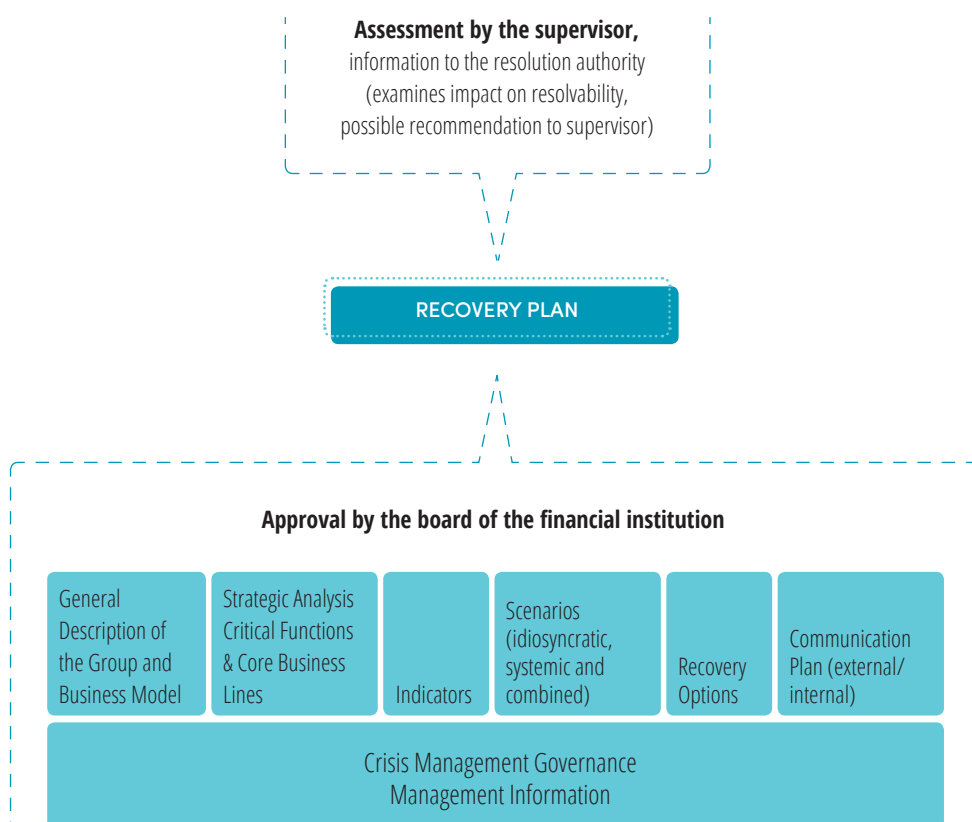 Assessment by the supervisor,
information to the resolution authority
(examines impact on resolvability,
possible recommendation to supervisor)
RECOVERY PLAN
Approval by the board of the financial institution
General
Description of
the Group and
Business Model
Strategic Analysis
Critical Functions
& Core Business
Lines
Indicators
Scenarios
(idiosyncratic,
systemic and
combined)
Recovery
Options
Communication
Plan (external/
internal)
Crisis Management Governance
Management Information